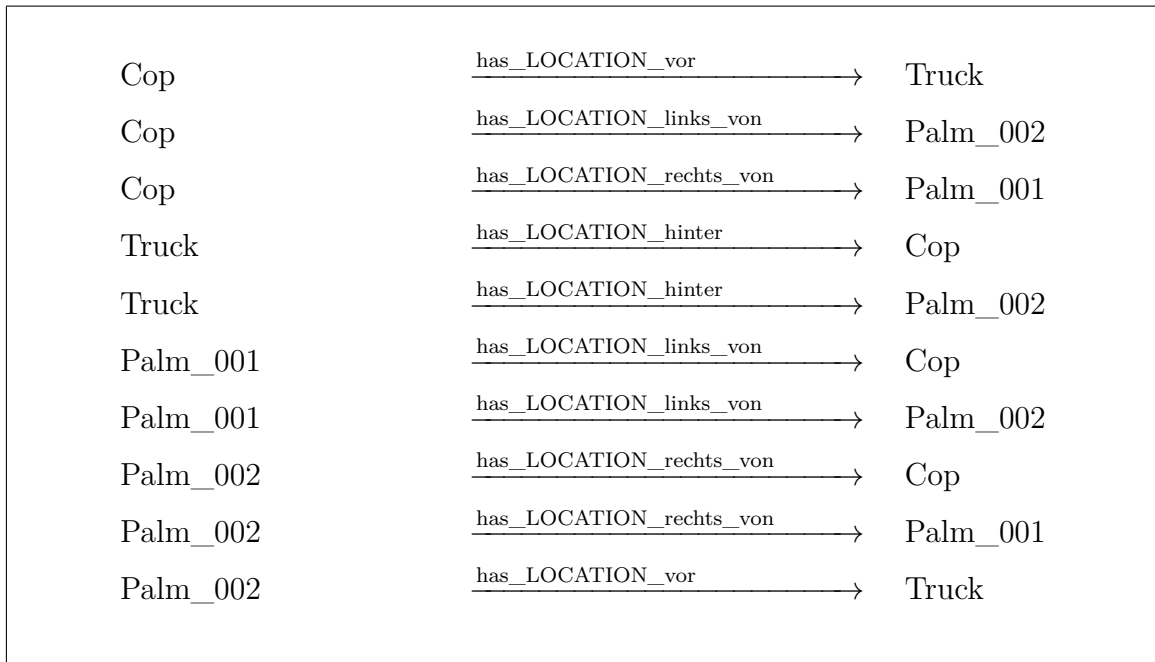 Cop has_LOCATION_vor Truck
Cop has_LOCATION_links_von Palm_002
Cop has_LOCATION_rechts_von Palm_001
Truck has_LOCATION_hinter Cop
Truck has_LOCATION_hinter Palm_002
Palm_001 has_LOCATION_links_von Cop
Palm_001 has_LOCATION_links_von Palm_002
Palm_002 has_LOCATION_rechts_von Cop
Palm_002 has_LOCATION_rechts_von Palm_001
Palm_002 has_LOCATION_vor Truck